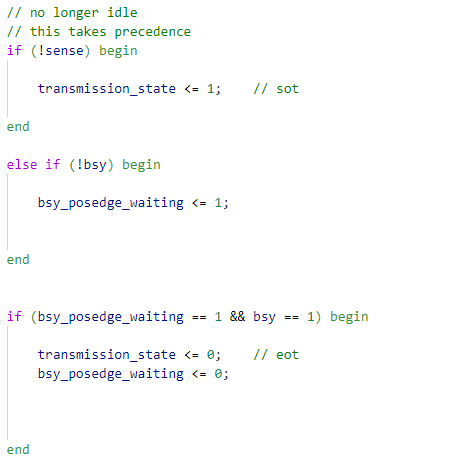 // no longer idle
// this takes precedence
if (!sense) begin
transmission_state <= 1;    // sot
end
else if (!bsy) begin
bsy_posedge_waiting <= 1;
end
if (bsy_posedge_waiting == 1 && bsy == 1) begin
transmission_state <= 0;    // eot
bsy_posedge_waiting <= 0;
end